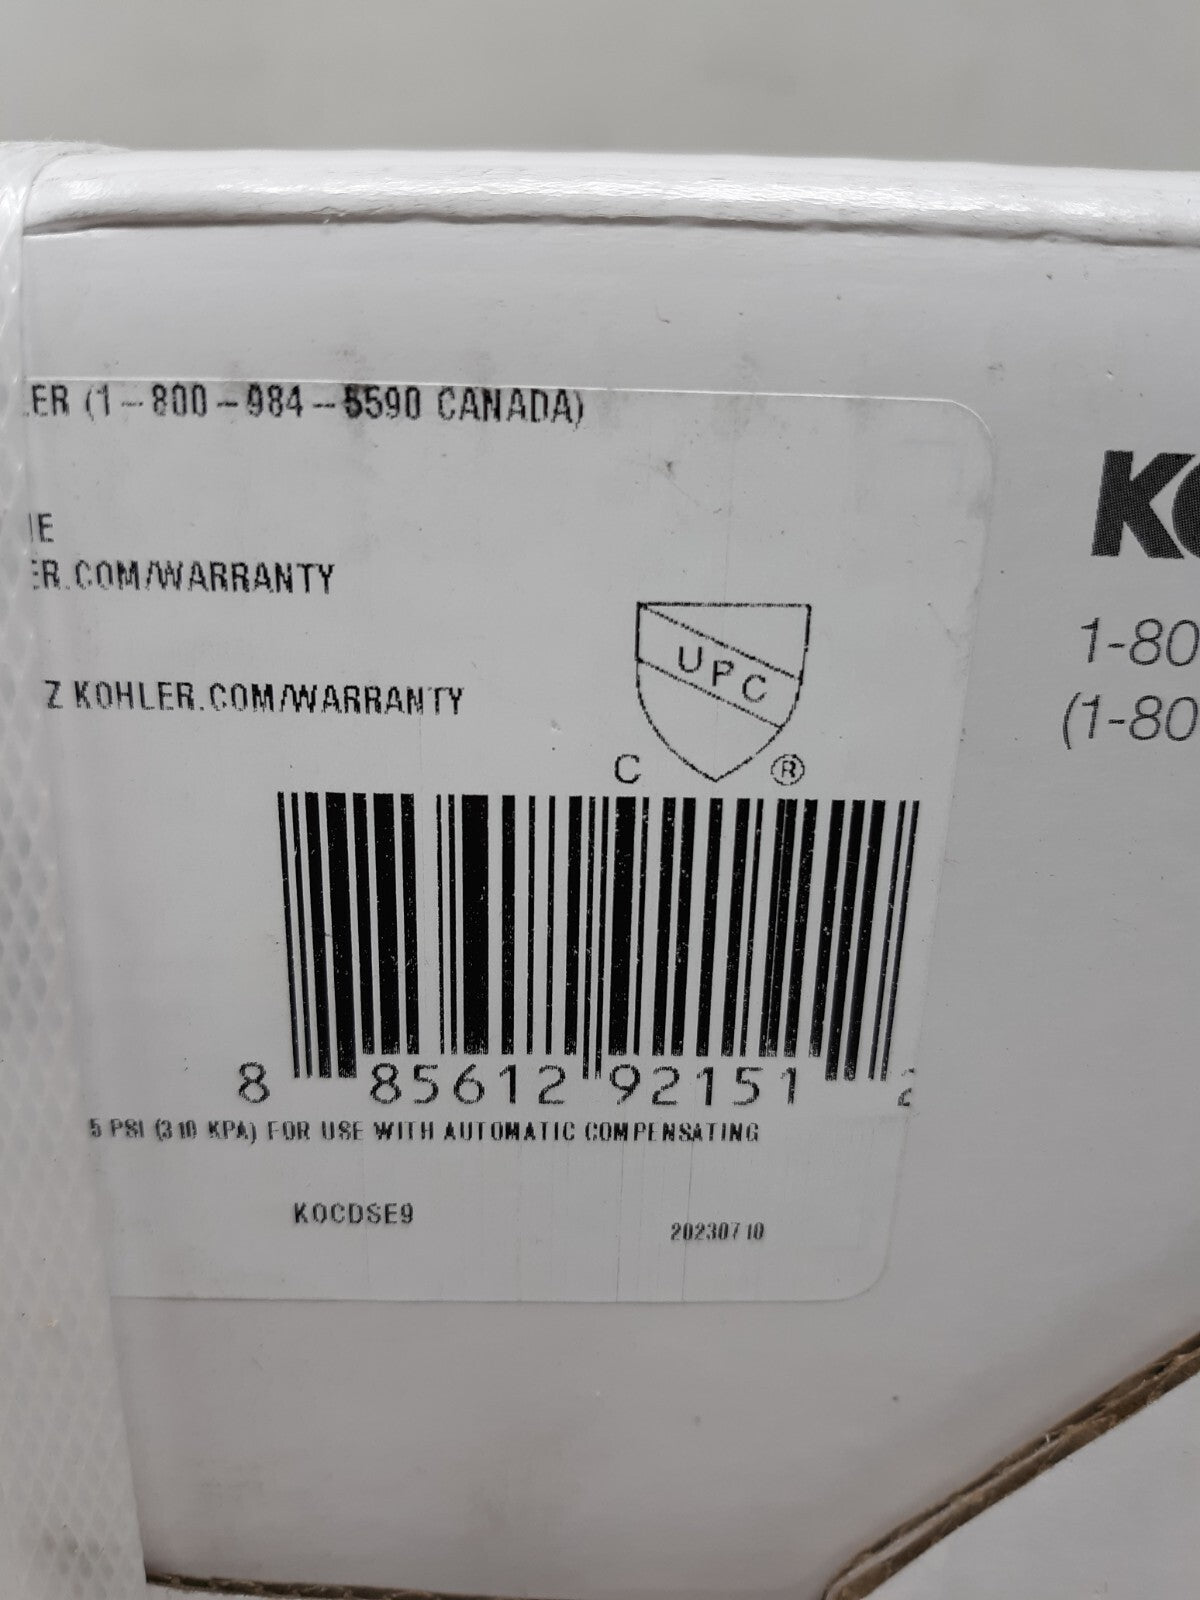 ER (1-800-984-5590 CANADA)
E
ER.COM/WARRANTY
Z KOHLER.COM/WARRANTY
UPC
C ®
8 85612 92151 2
5 PSI (310 KPA) FOR USE WITH AUTOMATIC COMPENSATING
KOCDSE9
20230710
KO
1-80
(1-80